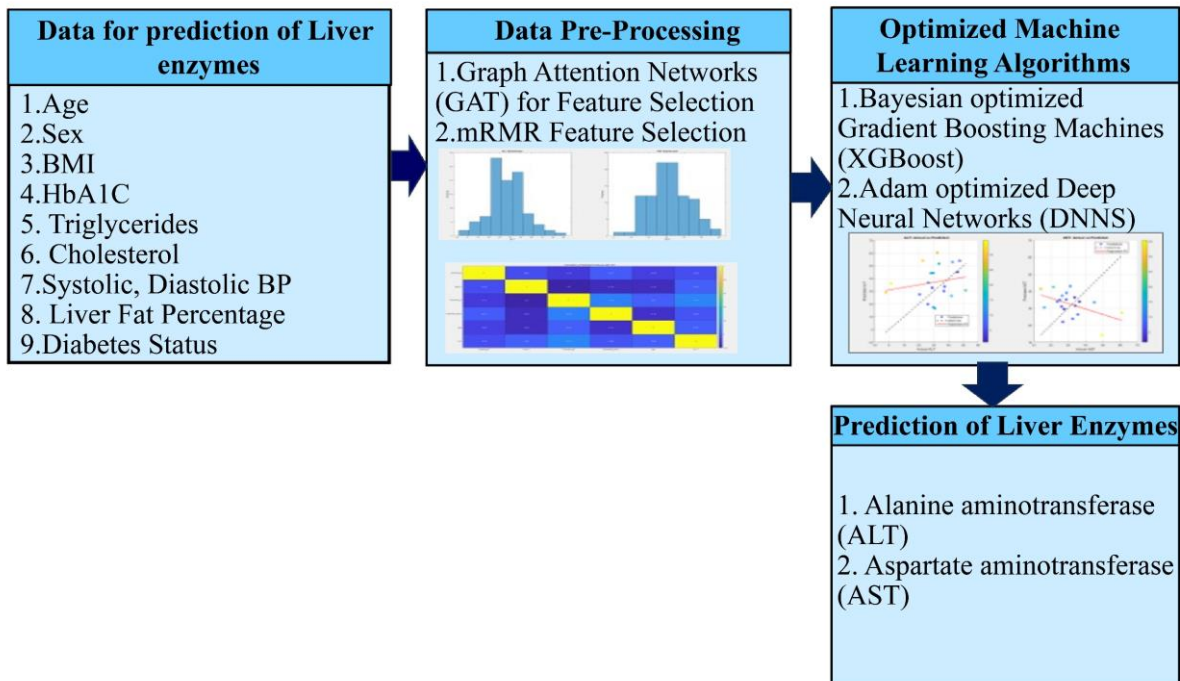 Data for prediction of Liver
enzymes
1.Age
2.Sex
3.BMI
4.HbA1C
5. Triglycerides
6. Cholesterol
7.Systolic, Diastolic BP
8. Liver Fat Percentage
9.Diabetes Status
Data Pre-Processing
1.Graph Attention Networks
(GAT) for Feature Selection
2.mRMR Feature Selection
Optimized Machine
Learning Algorithms
1.Bayesian optimized
Gradient Boosting Machines
(XGBoost)
2.Adam optimized Deep
Neural Networks (DNNS)
Prediction of Liver Enzymes
1. Alanine aminotransferase
(ALT)
2. Aspartate aminotransferase
(AST)